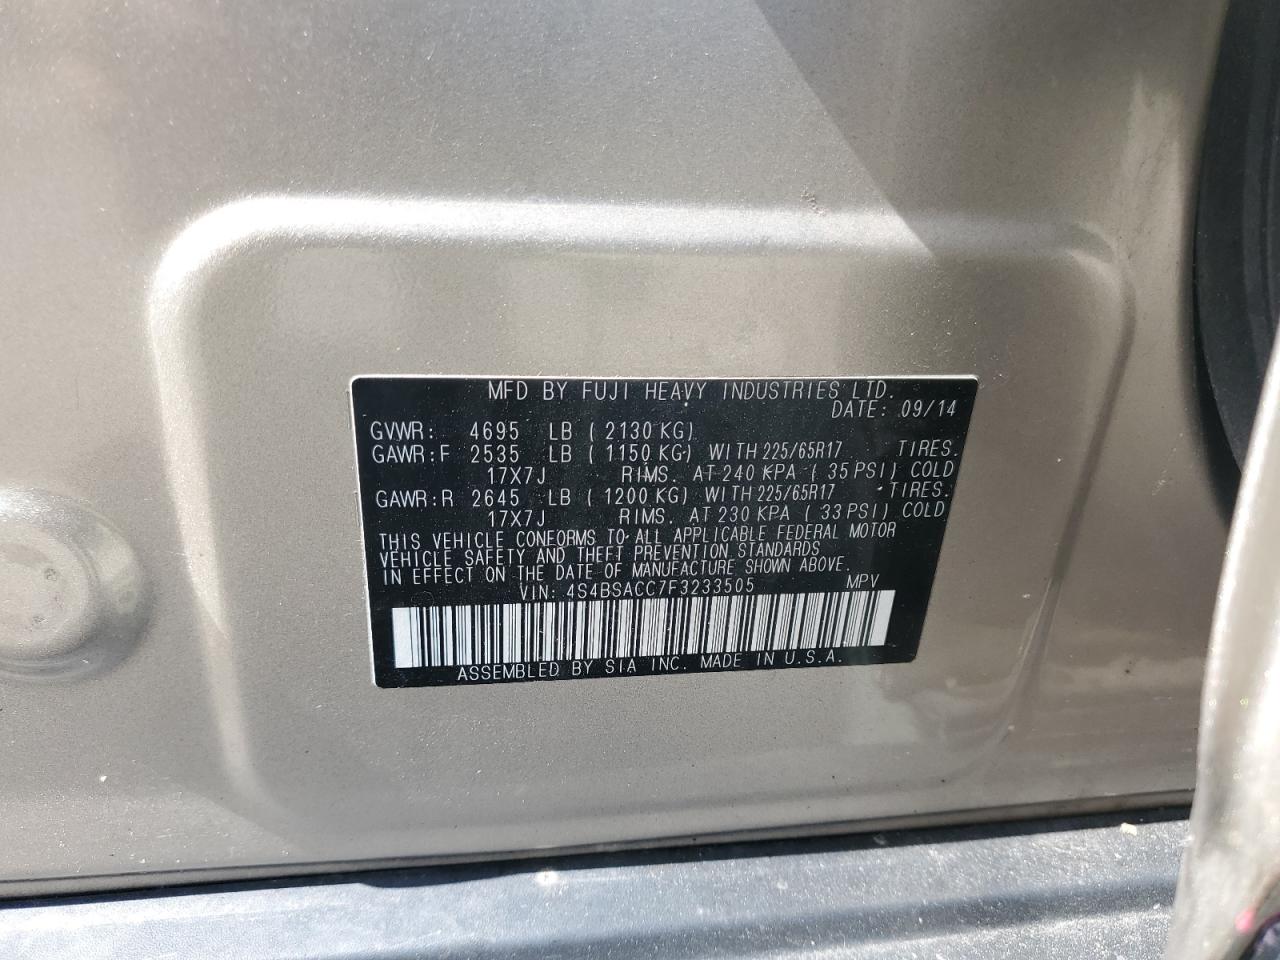 MFD BY FUJI HEAVY INDUSTRIES LTD.
DATE: 09/14
GVWR: 4695 LB (2130 KG)
GAWR:F 2535 LB (1150 KG) WITH 225/65R17 TIRES.
17X7J RIMS. AT 240 KPA (35 PSI) COLD
GAWR:R 2645 LB (1200 KG) WITH 225/65R17 TIRES.
17X7J RIMS. AT 230 KPA (33 PSI) COLD
THIS VEHICLE CONFORMS TO ALL APPLICABLE FEDERAL MOTOR
VEHICLE SAFETY AND THEFT PREVENTION STANDARDS
IN EFFECT ON THE DATE OF MANUFACTURE SHOWN ABOVE.
VIN: 4S4BSACC7F3233505 MPV
ASSEMBLED BY SIA INC. MADE IN U.S.A.